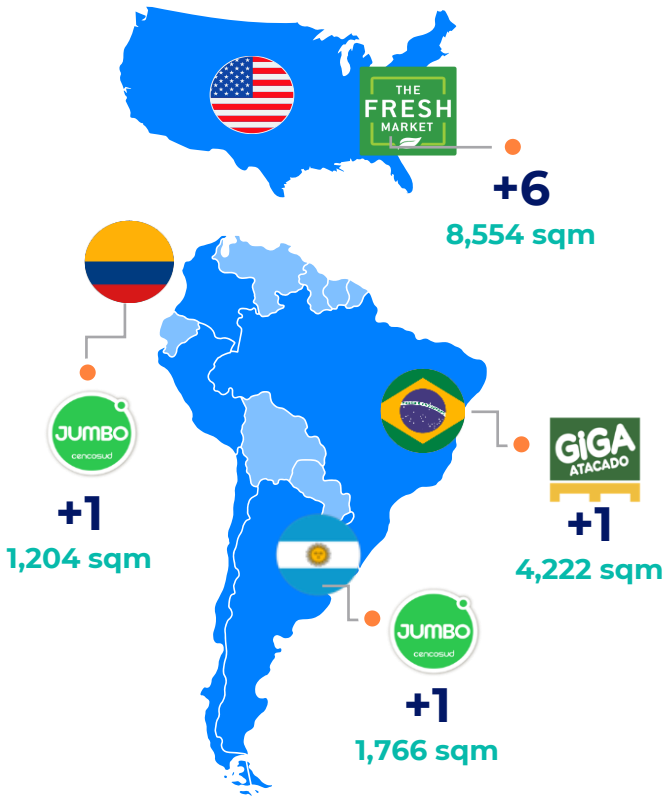 THE
FRESH
MARKET
+6
8,554 sqm
JUMBO
cencosud
+1
1,204 sqm
GiGA
ATACADO
+1
4,222 sqm
JUMBO
cencosud
+1
1,766 sqm